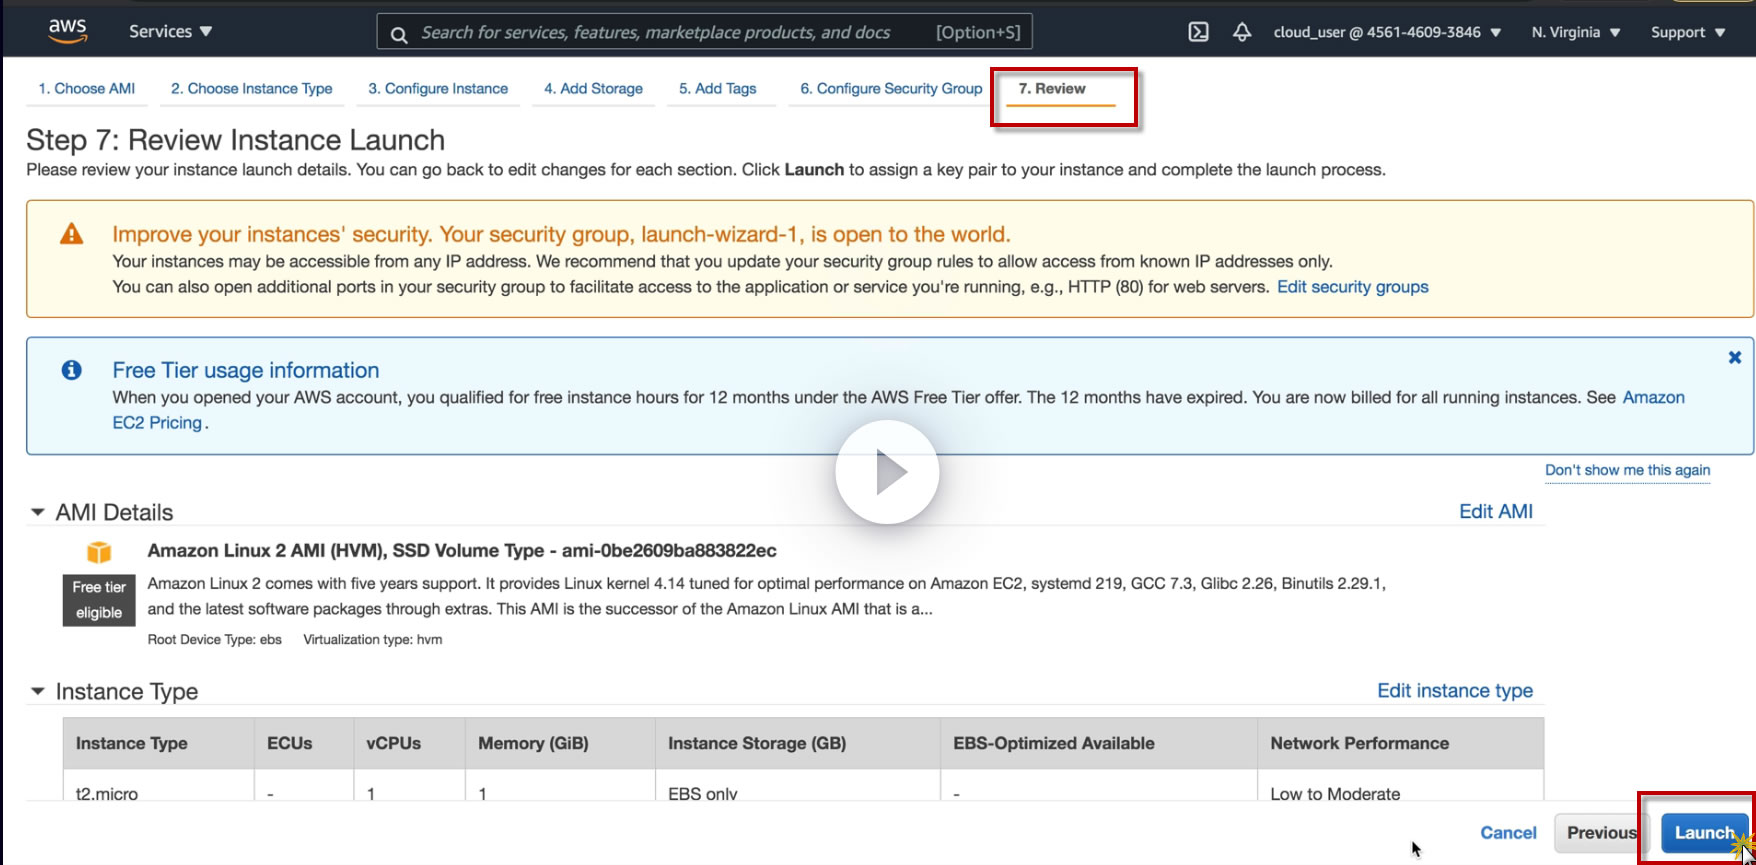 aws Services Search for services, features, marketplace products, and docs [Option+S] cloud_user @ 4561-4609-3846 N. Virginia Support
1. Choose AMI 2. Choose Instance Type 3. Configure Instance 4. Add Storage 5. Add Tags 6. Configure Security Group 7. Review
Step 7: Review Instance Launch
Please review your instance launch details. You can go back to edit changes for each section. Click Launch to assign a key pair to your instance and complete the launch process.
Improve your instances' security. Your security group, launch-wizard-1, is open to the world.
Your instances may be accessible from any IP address. We recommend that you update your security group rules to allow access from known IP addresses only.
You can also open additional ports in your security group to facilitate access to the application or service you're running, e.g., HTTP (80) for web servers. Edit security groups
Free Tier usage information
When you opened your AWS account, you qualified for free instance hours for 12 months under the AWS Free Tier offer. The 12 months have expired. You are now billed for all running instances. See Amazon
EC2 Pricing.
Don't show me this again
AMI Details Edit AMI
Amazon Linux 2 AMI (HVM), SSD Volume Type - ami-0be2609ba883822ec
Free tier
eligible
Amazon Linux 2 comes with five years support. It provides Linux kernel 4.14 tuned for optimal performance on Amazon EC2, systemd 219, GCC 7.3, Glibc 2.26, Binutils 2.29.1,
and the latest software packages through extras. This AMI is the successor of the Amazon Linux AMI that is a...
Root Device Type: ebs Virtualization type: hvm
Instance Type Edit instance type
Instance Type ECUs vCPUs Memory (GiB) Instance Storage (GB) EBS-Optimized Available Network Performance
t2.micro - 1 1 EBS only - Low to Moderate
Cancel Previous Launch